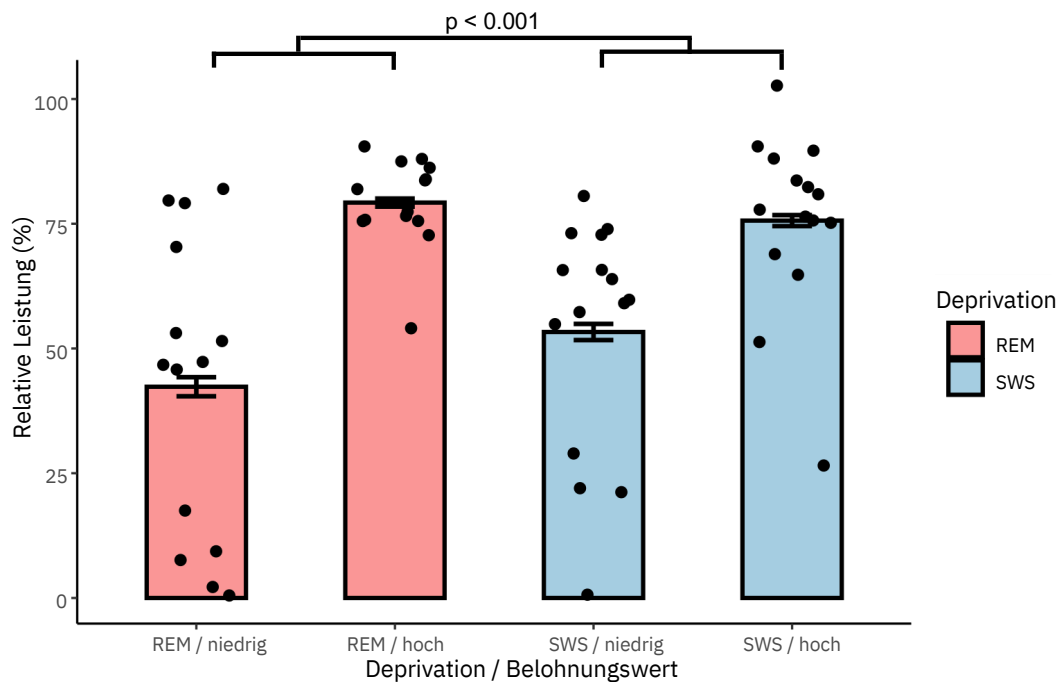 p < 0.001
Relative Leistung (%)
100
75
50
25
0
REM / niedrig
REM / hoch
SWS / niedrig
SWS / hoch
Deprivation / Belohnungswert
Deprivation
REM
SWS